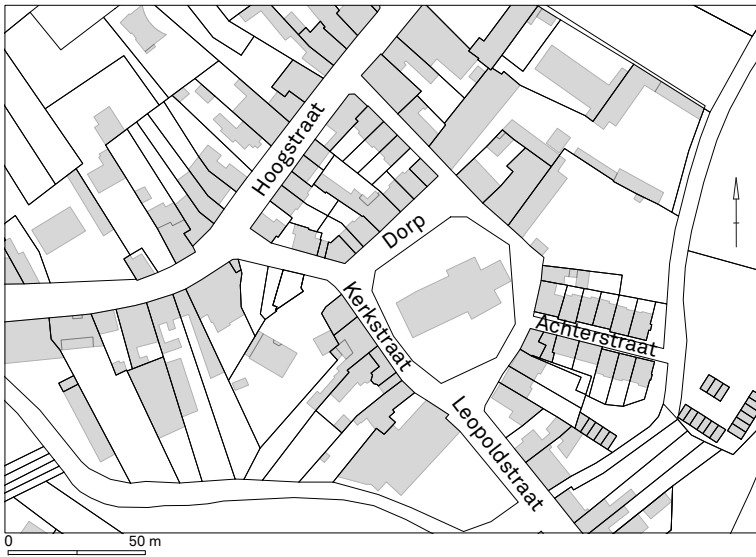 Hoogstraat
Dorp
Kerkstraat
Achterstraat
Leopoldstraat
0 50 m